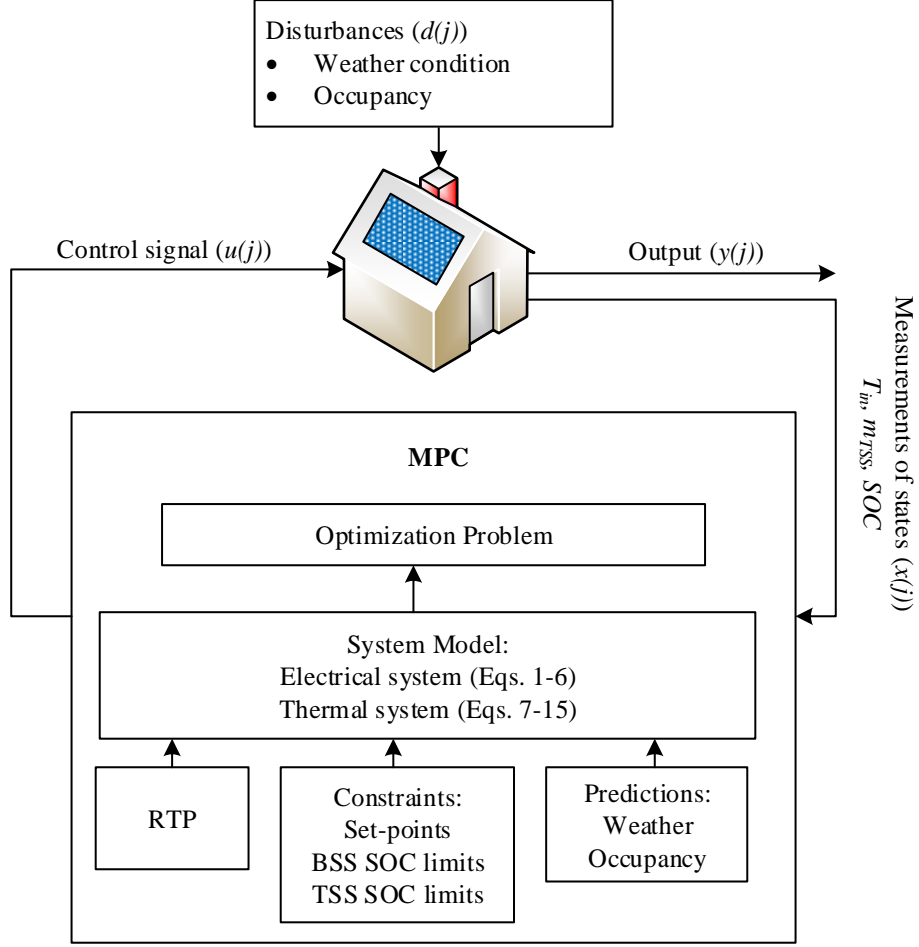 Disturbances (d(j))
• Weather condition
• Occupancy
Control signal (u(j))
Output (y(j))
Measurements of states (x(j))
T_in, m_TSS, SOC
MPC
Optimization Problem
System Model:
Electrical system (Eqs. 1-6)
Thermal system (Eqs. 7-15)
RTP
Constraints:
Set-points
BSS SOC limits
TSS SOC limits
Predictions:
Weather
Occupancy